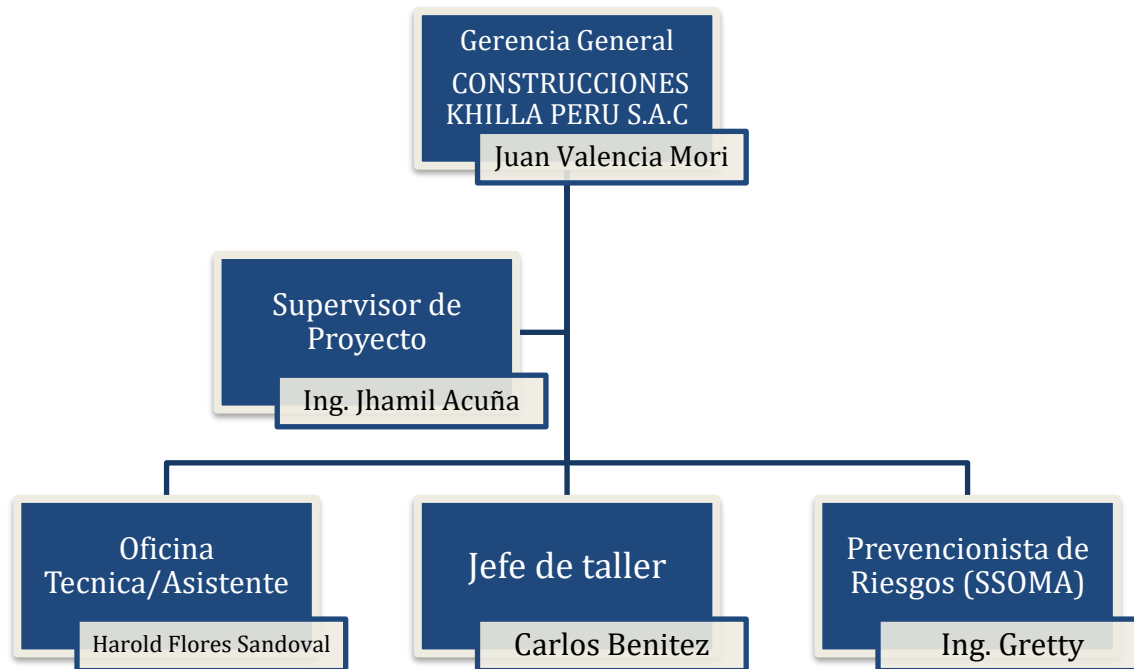 Gerencia General
CONSTRUCCIONES
KHILLA PERU S.A.C
Juan Valencia Mori
Supervisor de
Proyecto
Ing. Jhamil Acuña
Oficina
Tecnica/Asistente
Harold Flores Sandoval
Jefe de taller
Carlos Benitez
Prevencionista de
Riesgos (SSOMA)
Ing. Gretty